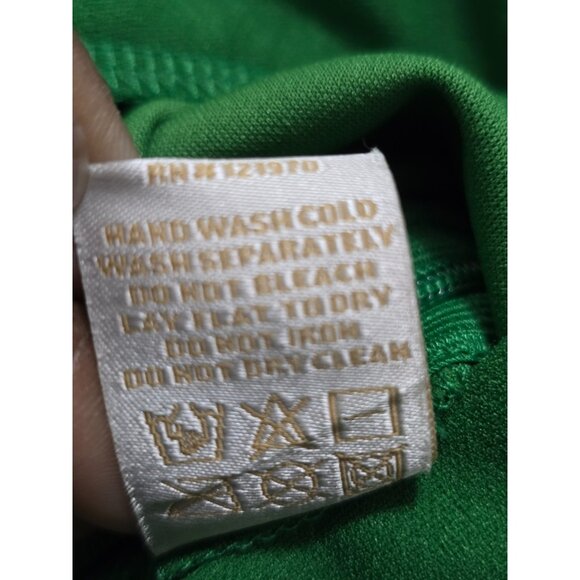 RN# 121970
HAND WASH COLD
WASH SEPARATELY
DO NOT BLEACH
LAY FLAT TO DRY
DO NOT IRON
DO NOT DRY CLEAN